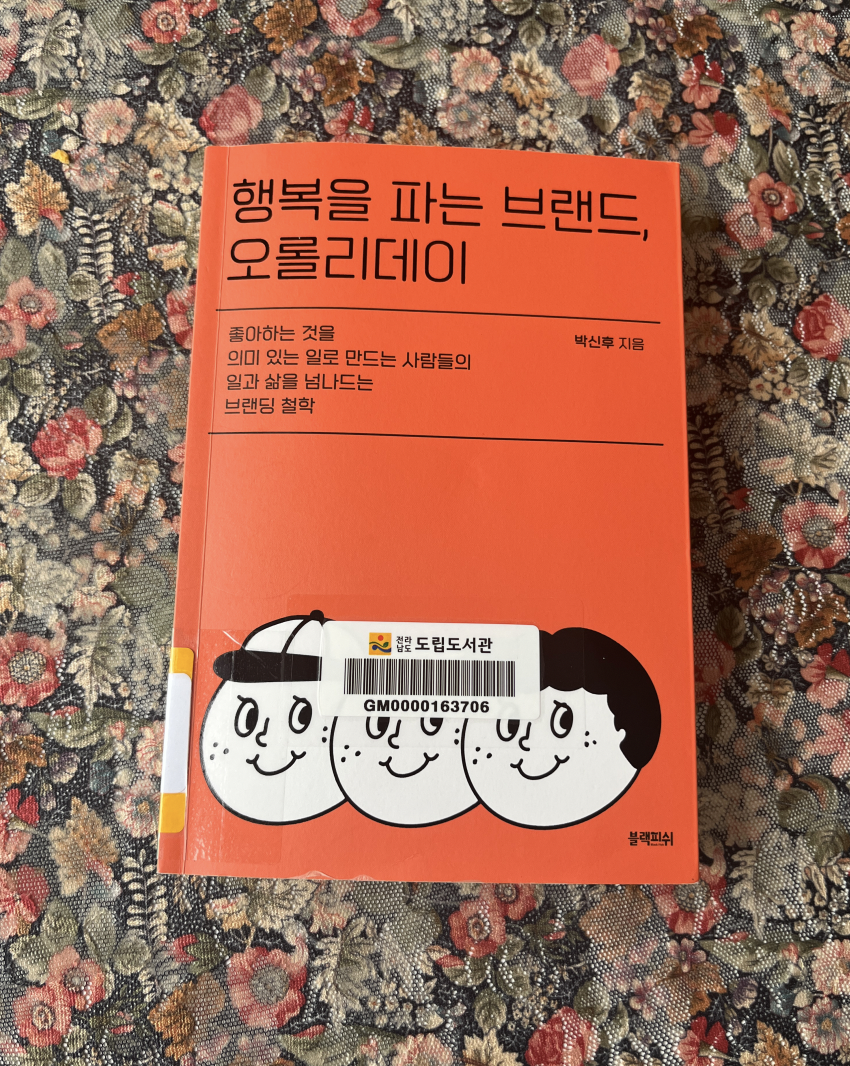 행복을 파는 브랜드,
오롤리데이
좋아하는 것을
의미 있는 일로 만드는 사람들의
일과 삶을 넘나드는
브랜딩 철학
박신후 지음
전라
남도 도립도서관
GM0000163706
블랙피쉬